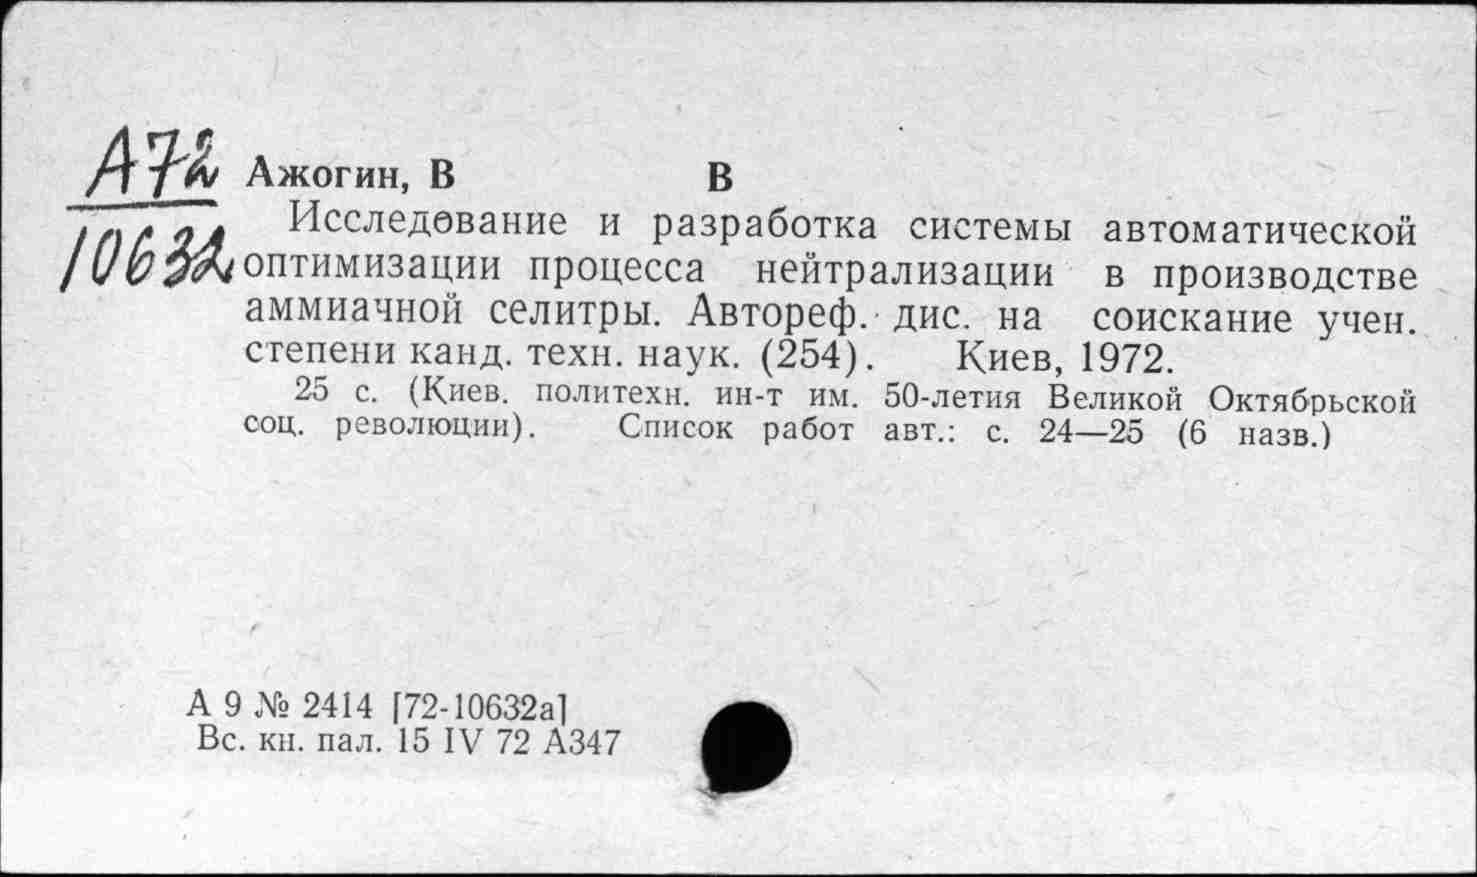 А72
10632
Ажогин, В В
Исследование и разработка системы автоматической
оптимизации процесса нейтрализации в производстве
аммиачной селитры. Автореф. дис. на соискание учен.
степени канд. техн. наук. (254). Киев, 1972.
25 с. (Киев. политехн. ин-т им. 50-летия Великой Октябрьской
соц. революции). Список работ авт.: с. 24—25 (6 назв.)
А 9 № 2414 [72-10632а]
Вс. кн. пал. 15 IV 72 А347